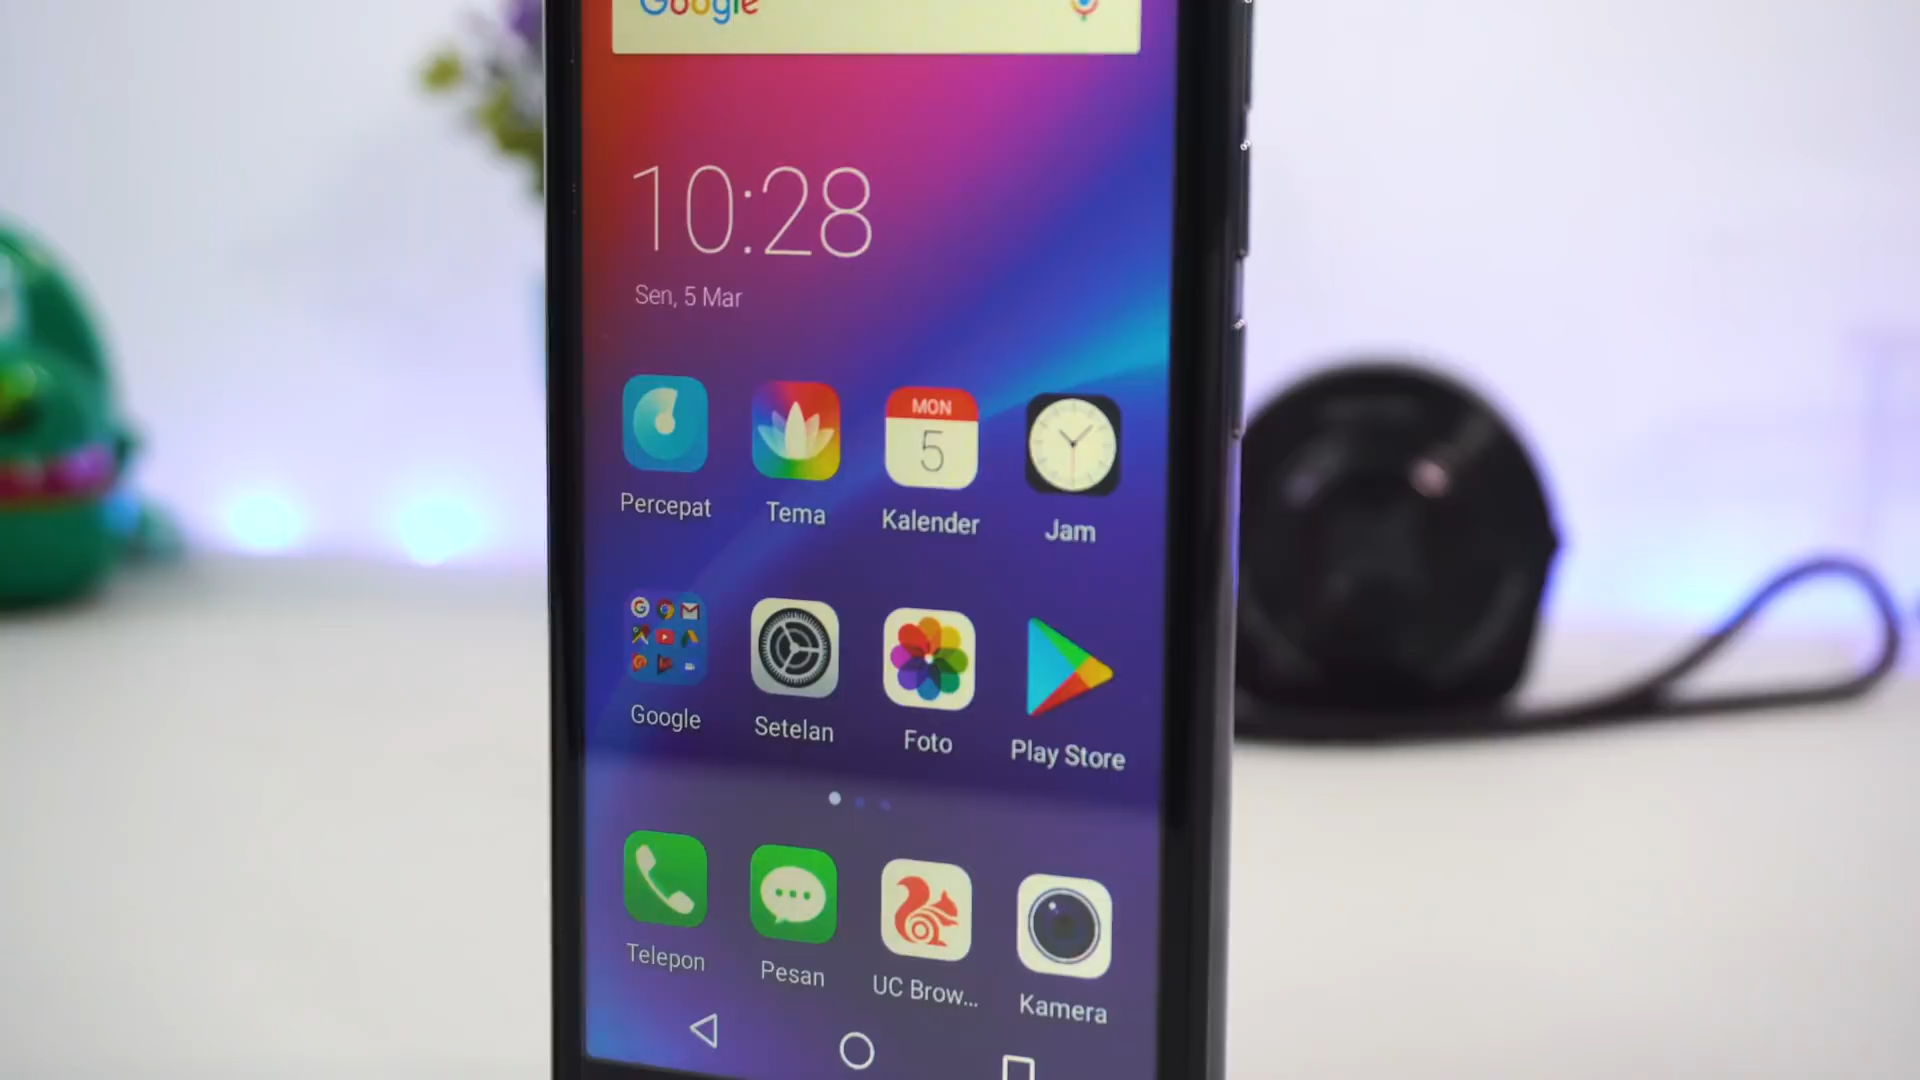 Google
10:28
Sen, 5 Mar
MON
5
Percepat
Tema
Kalender
Jam
Google
Setelan
Foto
Play Store
Telepon
Pesan
UC Brow...
Kamera